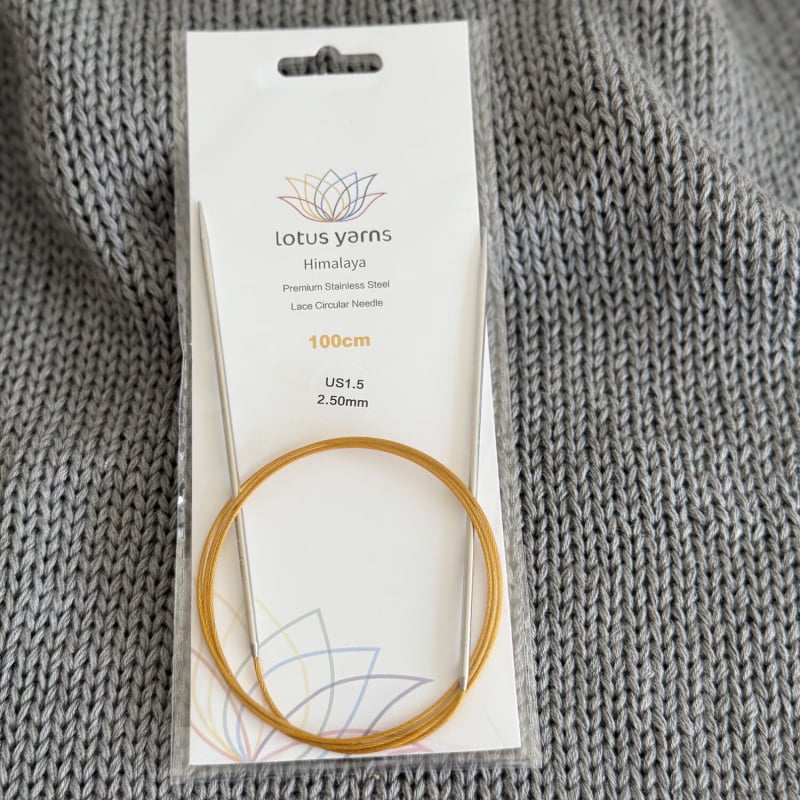 lotus yarns
Himalaya
Premium Stainless Steel
Lace Circular Needle
100cm
US1.5
2.50mm